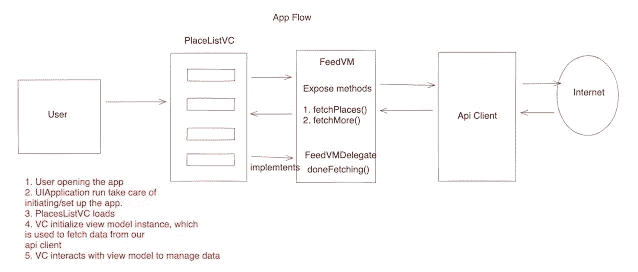 App Flow
PlaceListVC
FeedVM
Expose methods
1. fetchPlaces()
2. fetchMore()
FeedVMDelegate
doneFetching()
implemtents
User
Api Client
Internet
1. User opening the app
2. UIApplication run take care of
initiating/set up the app.
3. PlacesListVC loads
4. VC initialize view model instance, which
is used to fetch data from our
api client
5. VC interacts with view model to manage data